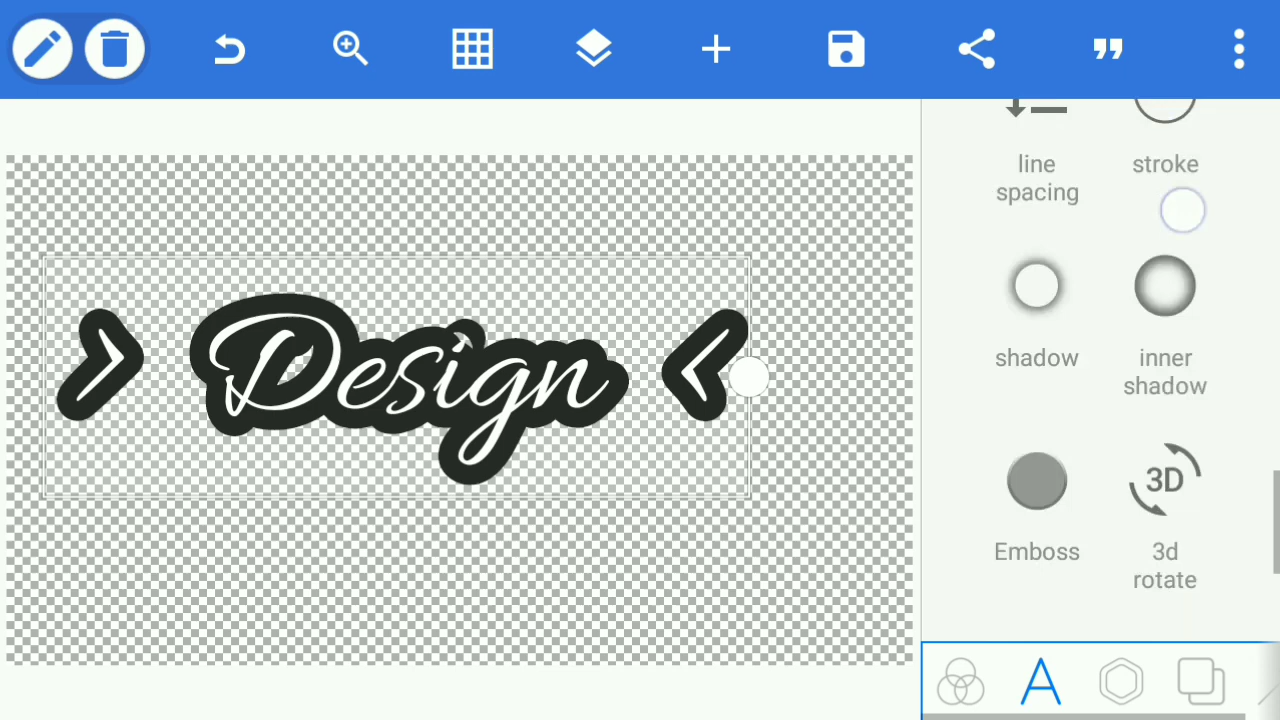 line
spacing
stroke
shadow
inner
shadow
> Design <
Emboss
3D
3d
rotate
A